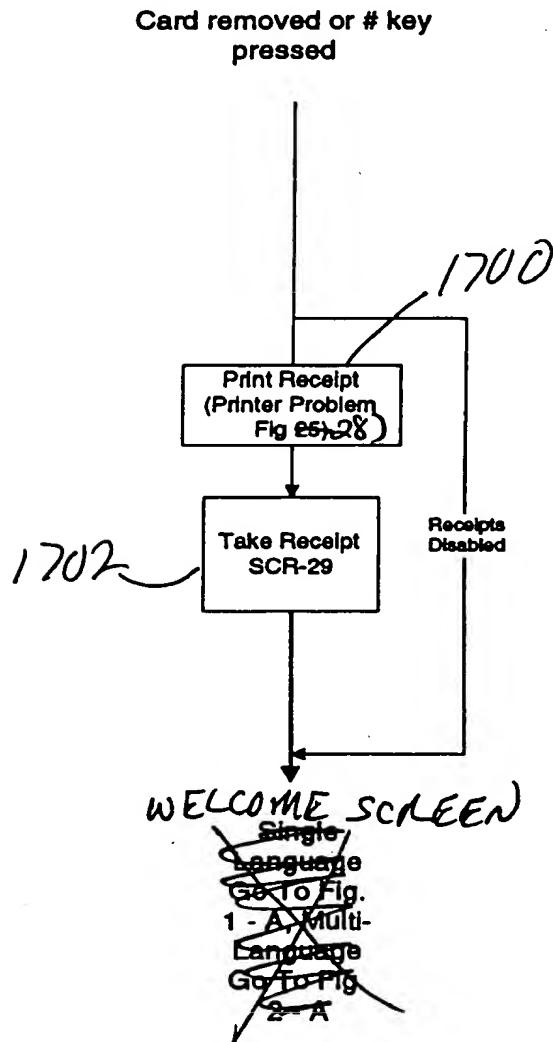 Card removed or # key
pressed
1700
Print Receipt
(Printer Problem
Fig 25) 28)
Take Receipt
SCR-29
1702
Receipts
Disabled
WELCOME SCREEN
Single
Language
Go To Fig.
1 - A, Multi-
Language
Go To Fig
2 - A